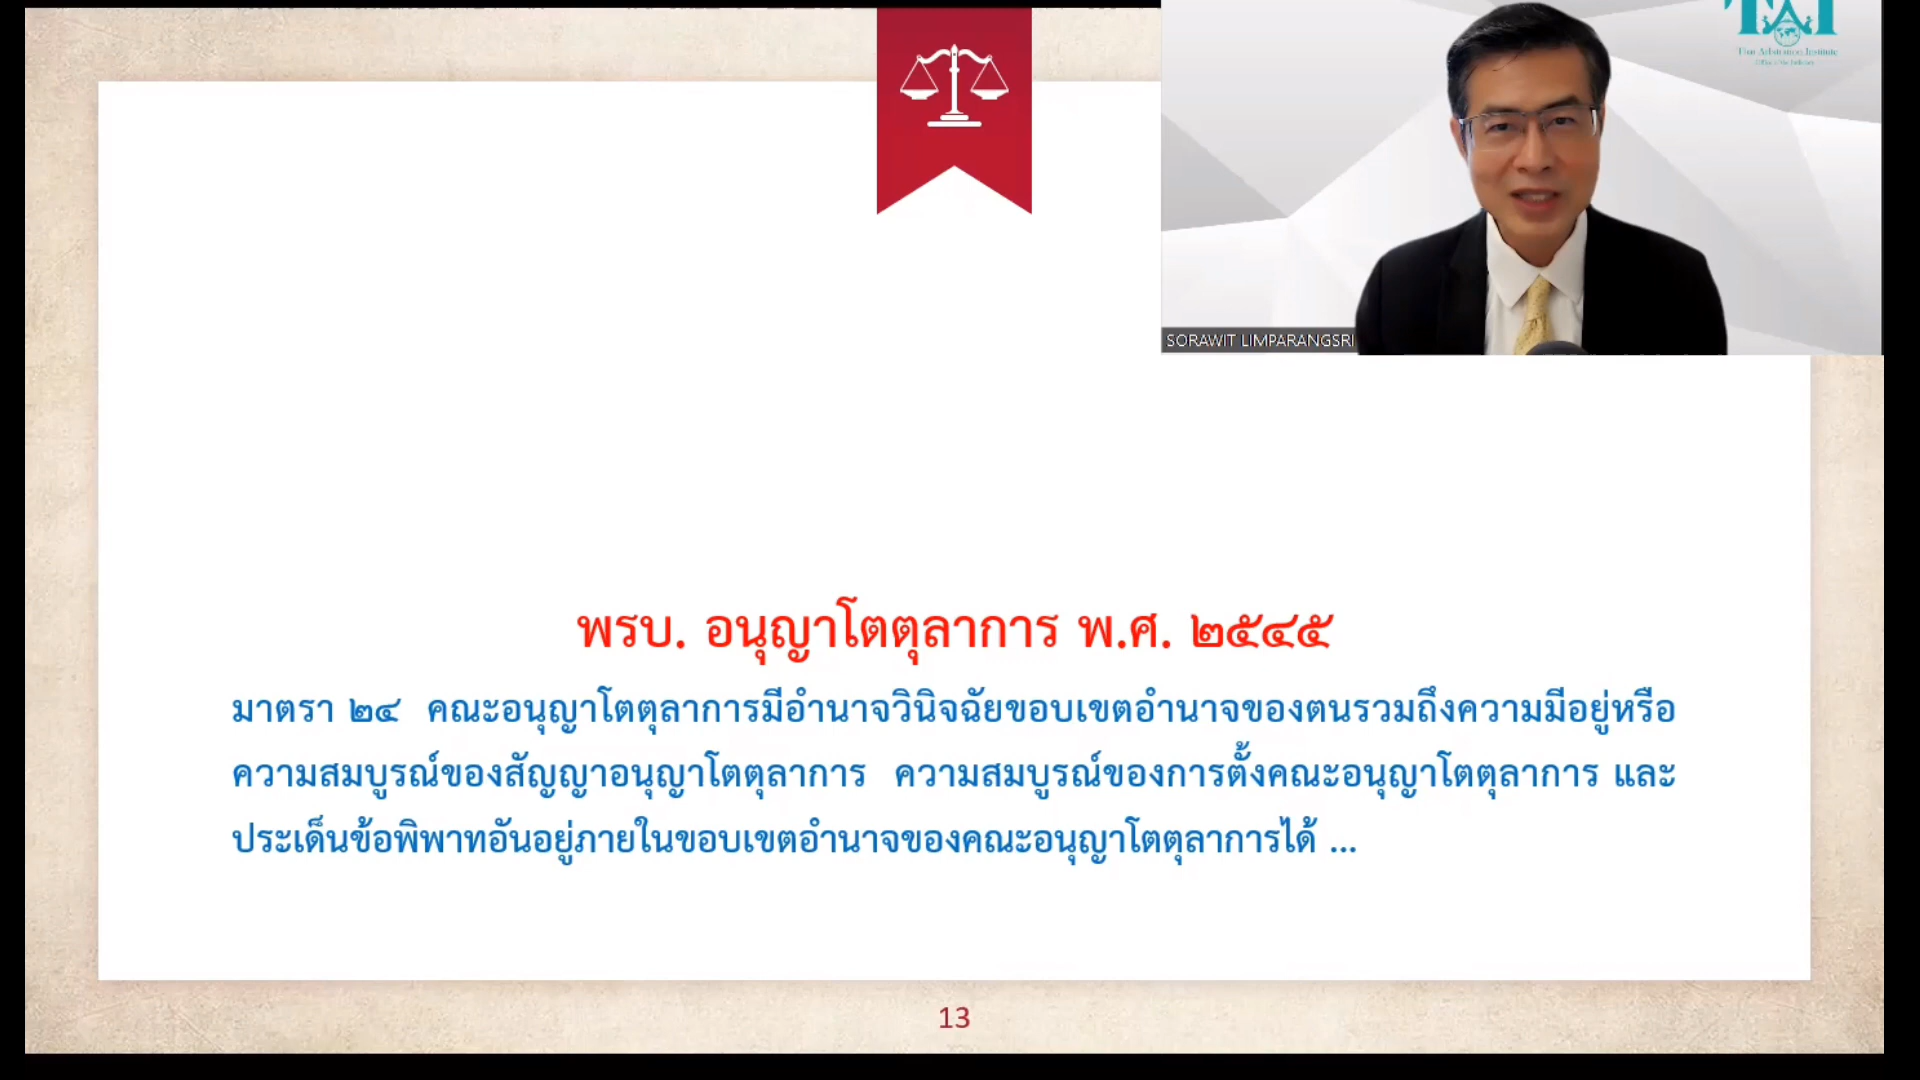 Thai Arbitration Institute
SORAWIT LIMPARANGSRI
พรบ. อนุญาโตตุลาการ พ.ศ. ๒๕๔๕
มาตรา ๒๔ คณะอนุญาโตตุลาการมีอำนาจวินิจฉัยขอบเขตอำนาจของตนรวมถึงความมีอยู่หรือ
ความสมบูรณ์ของสัญญาอนุญาโตตุลาการ ความสมบูรณ์ของการตั้งคณะอนุญาโตตุลาการ และ
ประเด็นข้อพิพาทอันอยู่ภายในขอบเขตอำนาจของคณะอนุญาโตตุลาการได้ ...
13